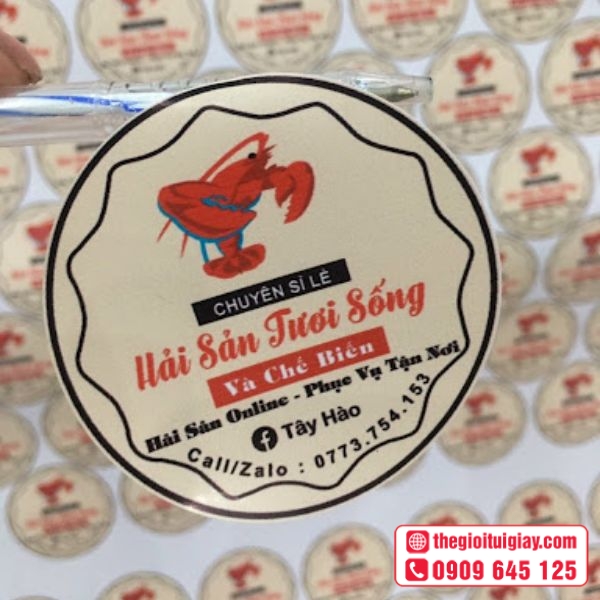 CHUYÊN SỈ LẺ
Hải Sản Tươi Sống
Và Chế Biến
Hải Sản Online - Phục Vụ Tận Nơi
Tây Hào
Call/Zalo : 0773.754.153
thegioituigiay.com
0909 645 125